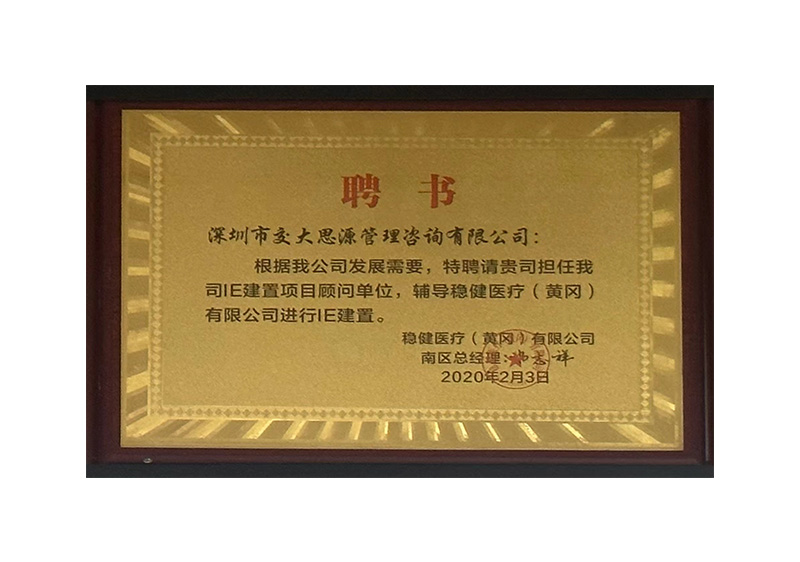 聘书
深圳市交大思源管理咨询有限公司：
根据我公司发展需要，特聘请贵司担任我
司IE建置项目顾问单位，辅导稳健医疗（黄冈）
有限公司进行IE建置。
稳健医疗（黄冈）有限公司
南区总经理：
2020年2月3日